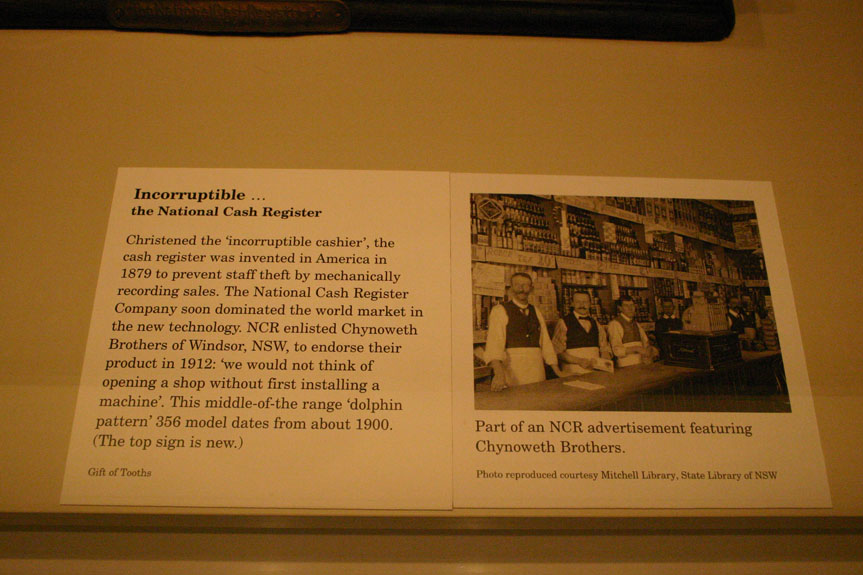 Incorruptible ...
the National Cash Register
Christened the ‘incorruptible cashier’, the
cash register was invented in America in
1879 to prevent staff theft by mechanically
recording sales. The National Cash Register
Company soon dominated the world market in
the new technology. NCR enlisted Chynoweth
Brothers of Windsor, NSW, to endorse their
product in 1912: ‘we would not think of
opening a shop without first installing a
machine’. This middle-of-the range ‘dolphin
pattern’ 356 model dates from about 1900.
(The top sign is new.)
Gift of Tooths
Part of an NCR advertisement featuring
Chynoweth Brothers.
Photo reproduced courtesy Mitchell Library, State Library of NSW